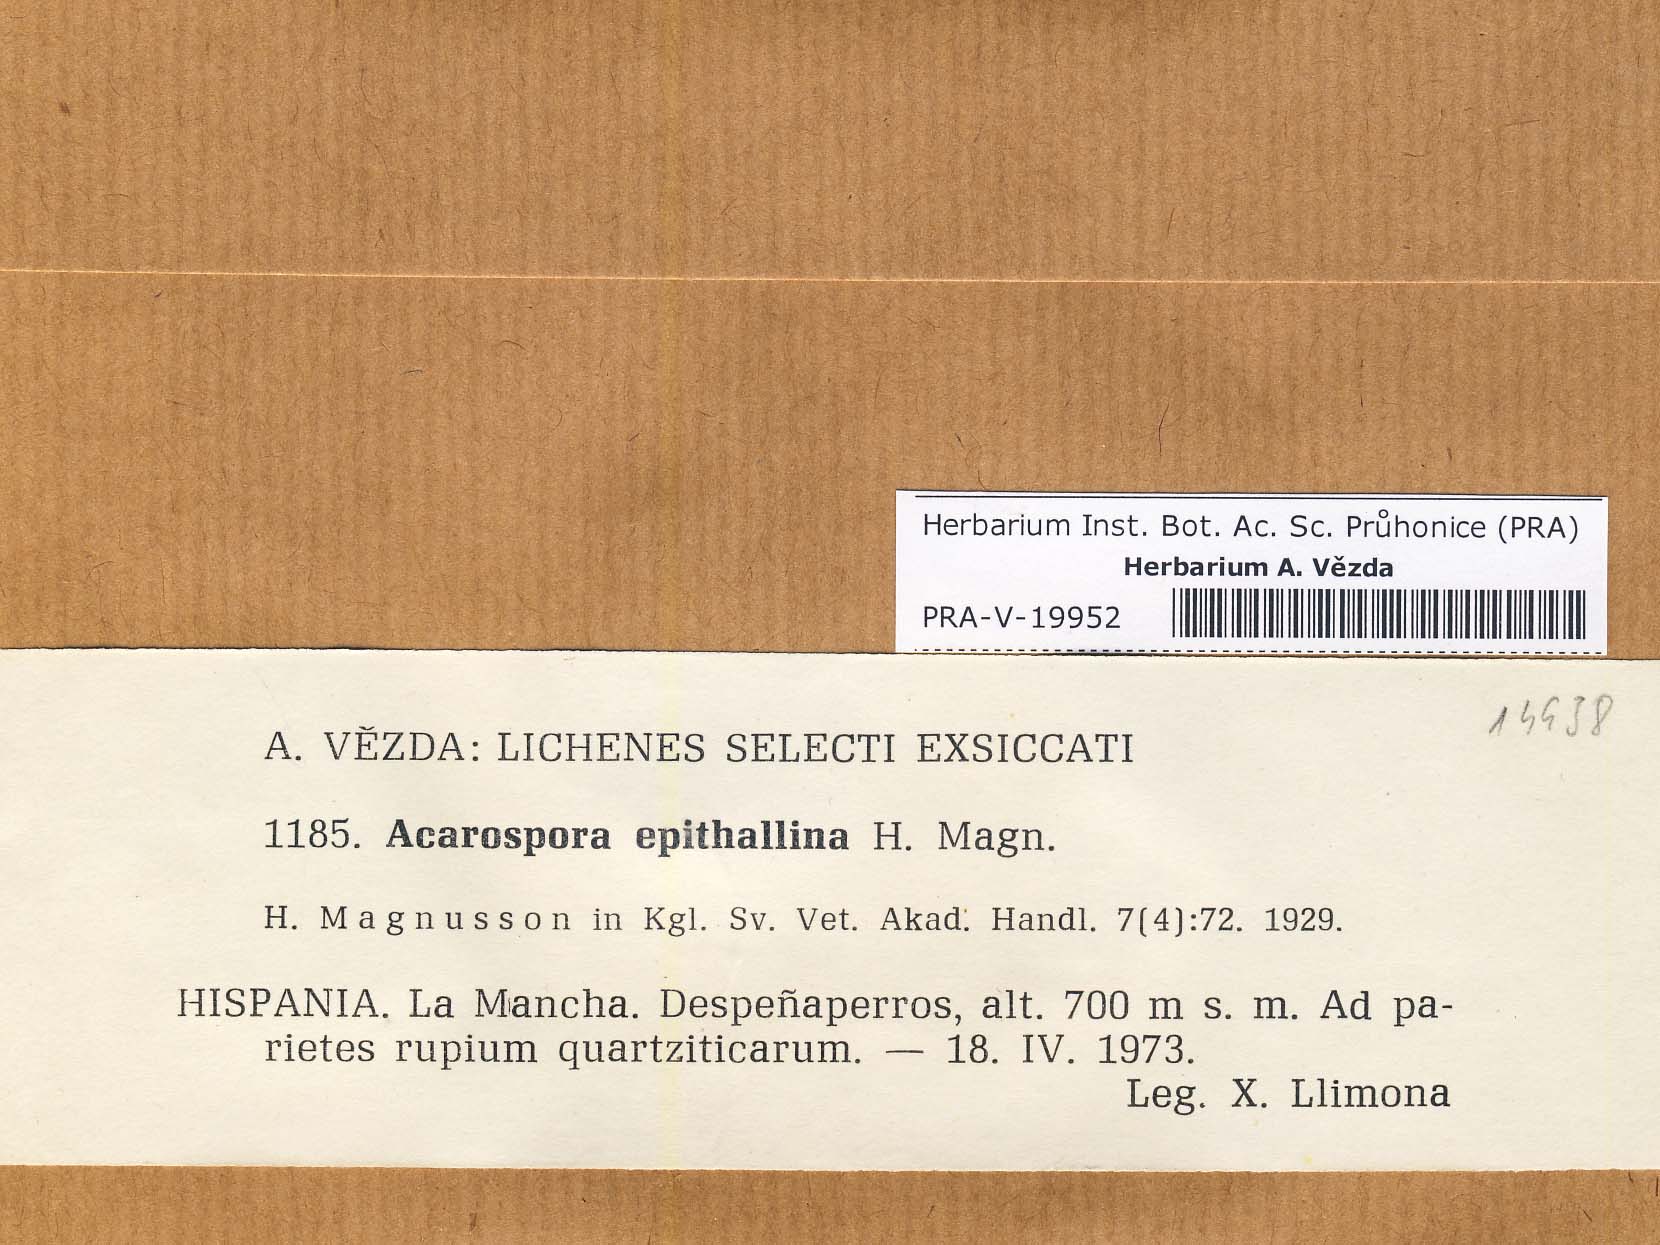 Herbarium Inst. Bot. Ac. Sc. Průhonice (PRA)
Herbarium A. Vězda
PRA-V-19952
A. VĚZDA: LICHENES SELECTI EXSICCATI
1185. Acarospora epithallina H. Magn.
H. Magnusson in Kgl. Sv. Vet. Akad. Handl. 7(4):72. 1929.
HISPANIA. La Mancha. Despeñaperros, alt. 700 m s. m. Ad pa-
rietes rupium quartziticarum. — 18. IV. 1973.
Leg. X. Llimona